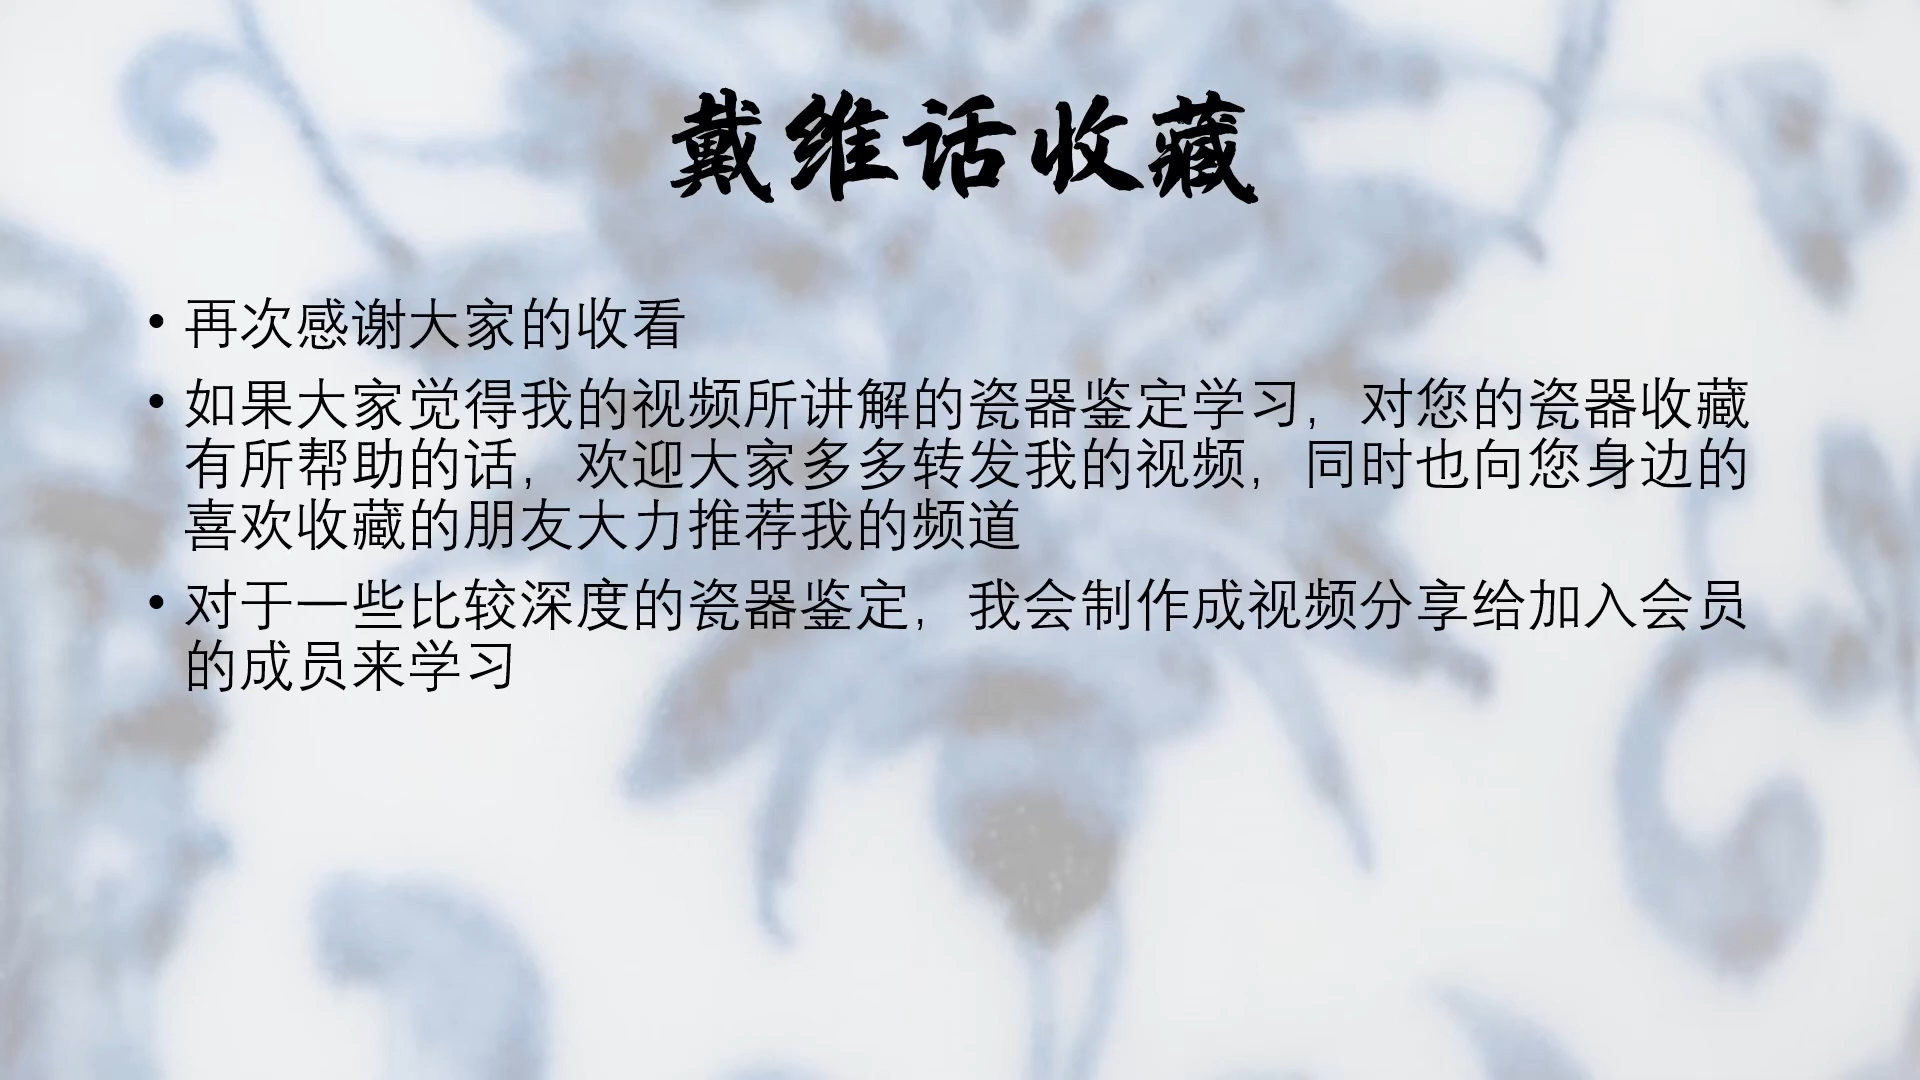 戴维话收藏
• 再次感谢大家的收看
• 如果大家觉得我的视频所讲解的瓷器鉴定学习，对您的瓷器收藏
有所帮助的话，欢迎大家多多转发我的视频，同时也向您身边的
喜欢收藏的朋友大力推荐我的频道
• 对于一些比较深度的瓷器鉴定，我会制作成视频分享给加入会员
的成员来学习